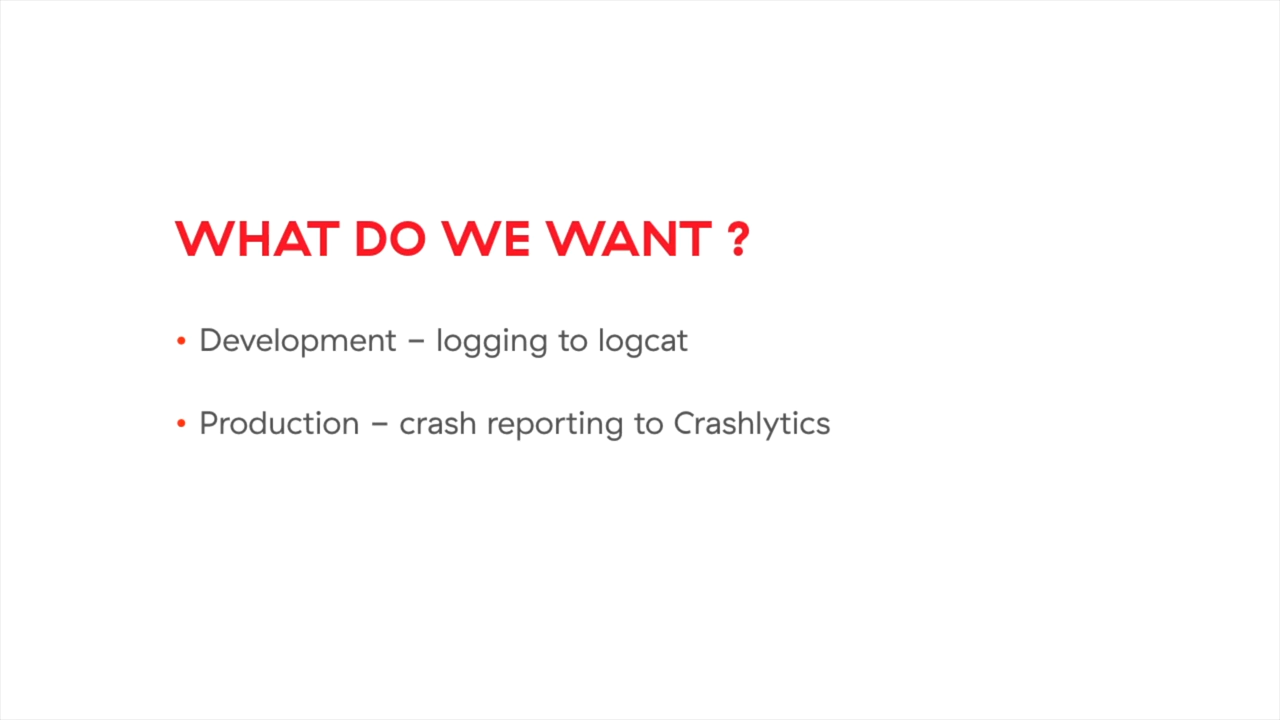 WHAT DO WE WANT ?
• Development – logging to logcat
• Production – crash reporting to Crashlytics